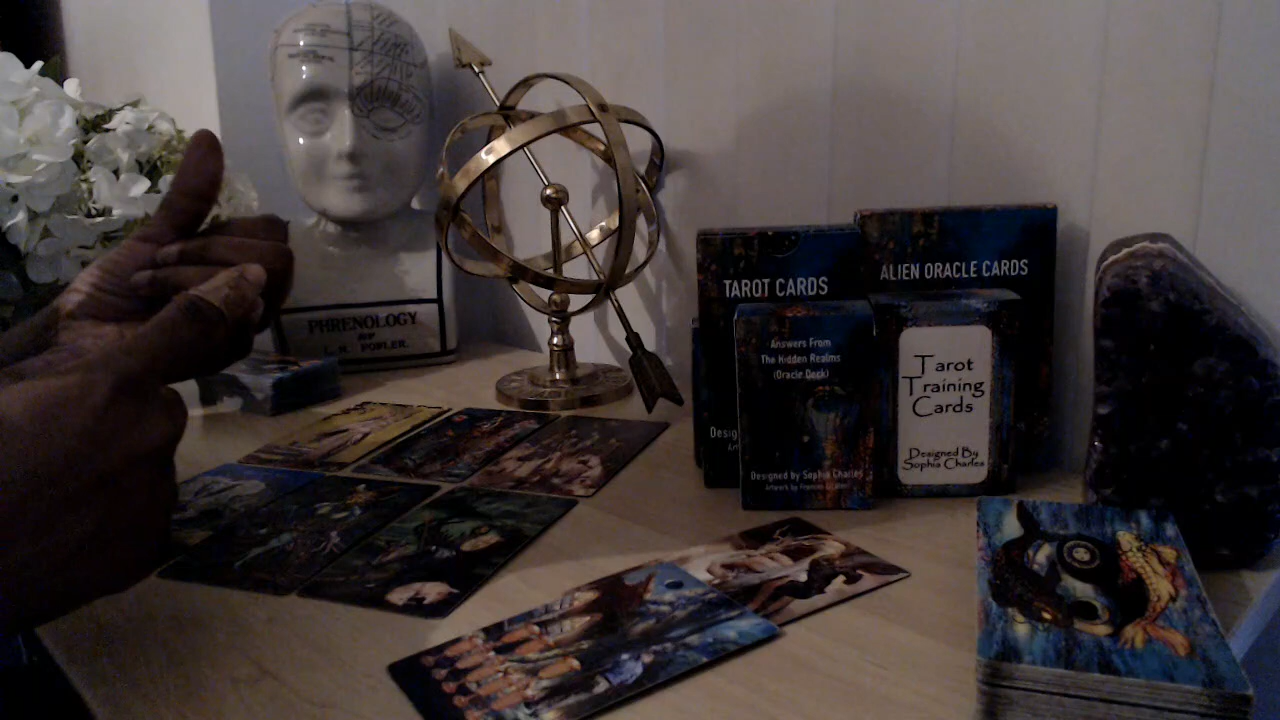 PHRENOLOGY
BY
L. N. FOWLER.
TAROT CARDS
ALIEN ORACLE CARDS
Answers From
The Hidden Realms
(Oracle Deck)
Designed by Sophia Charles
Tarot
Training
Cards
Designed By
Sophia Charles